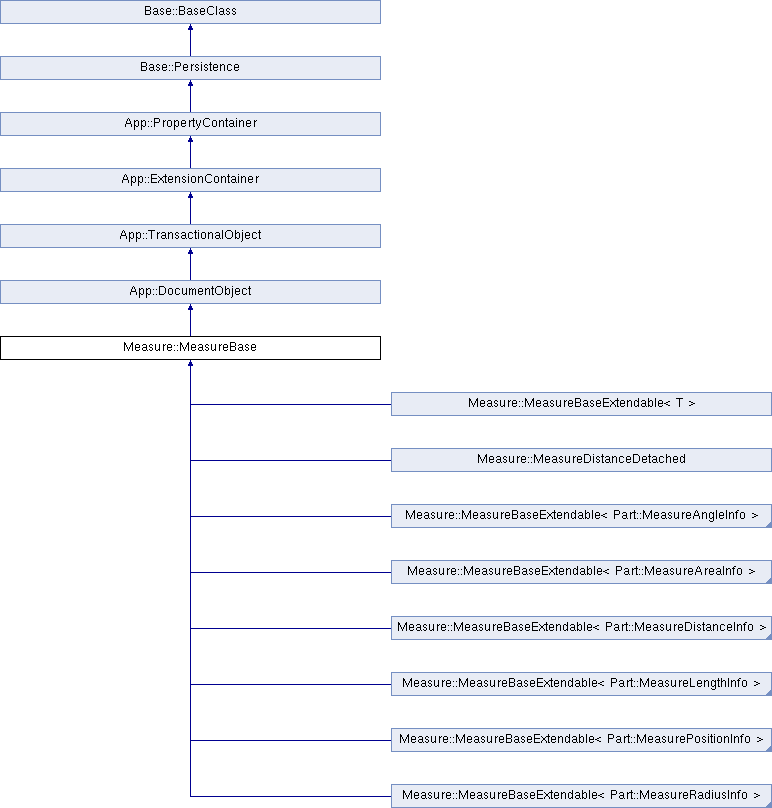 Base::BaseClass
Base::Persistence
App::PropertyContainer
App::ExtensionContainer
App::TransactionalObject
App::DocumentObject
Measure::MeasureBase
Measure::MeasureBaseExtendable< T >
Measure::MeasureDistanceDetached
Measure::MeasureBaseExtendable< Part::MeasureAngleInfo >
Measure::MeasureBaseExtendable< Part::MeasureAreaInfo >
Measure::MeasureBaseExtendable< Part::MeasureDistanceInfo >
Measure::MeasureBaseExtendable< Part::MeasureLengthInfo >
Measure::MeasureBaseExtendable< Part::MeasurePositionInfo >
Measure::MeasureBaseExtendable< Part::MeasureRadiusInfo >